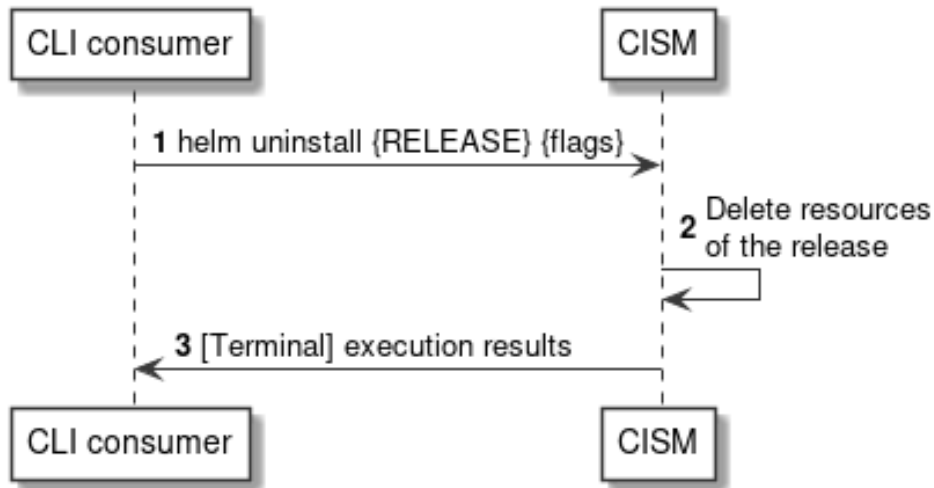 CLI consumer
CISM
1 helm uninstall {RELEASE} {flags}
2 Delete resources
of the release
3 [Terminal] execution results
CLI consumer
CISM